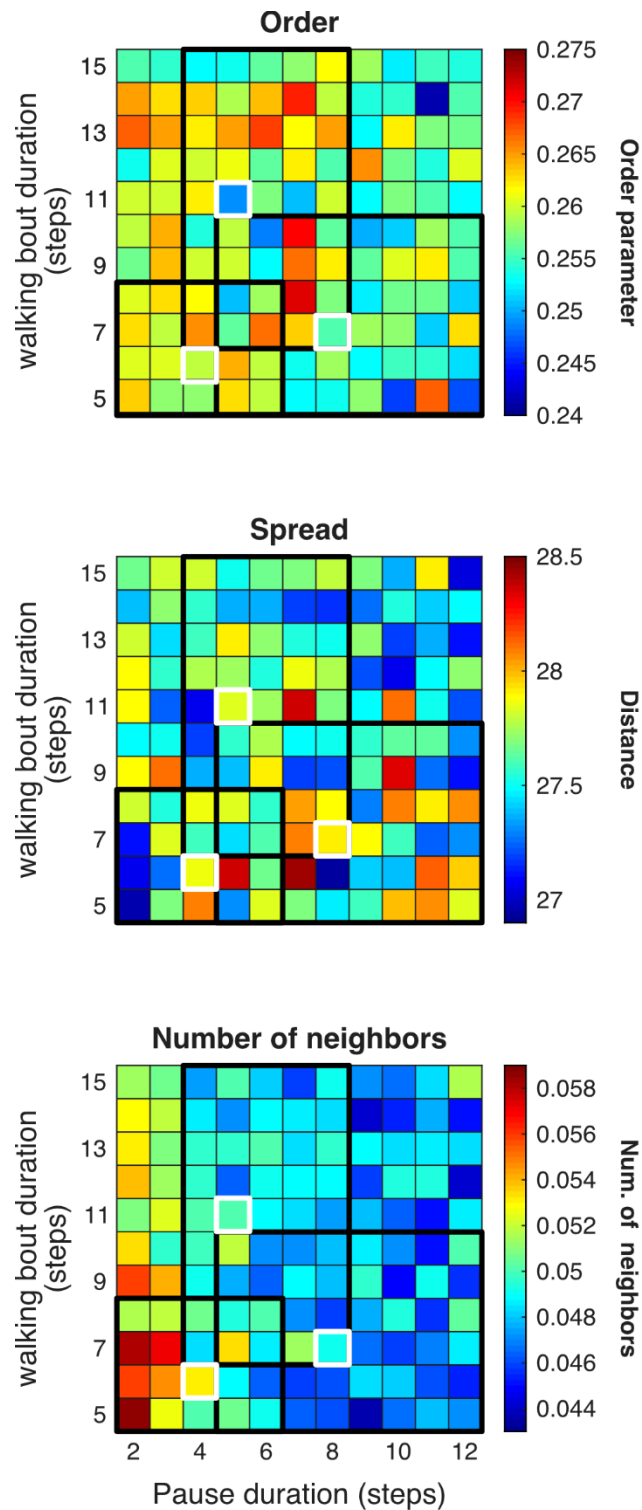 Order
15
13
11
9
7
5
walking bout duration
(steps)
0.275
0.27
0.265
0.26
0.255
0.25
0.245
0.24
Order parameter
Spread
15
13
11
9
7
5
walking bout duration
(steps)
28.5
28
27.5
27
Distance
Number of neighbors
15
13
11
9
7
5
walking bout duration
(steps)
2 4 6 8 10 12
Pause duration (steps)
0.058
0.056
0.054
0.052
0.05
0.048
0.046
0.044
Num. of neighbors